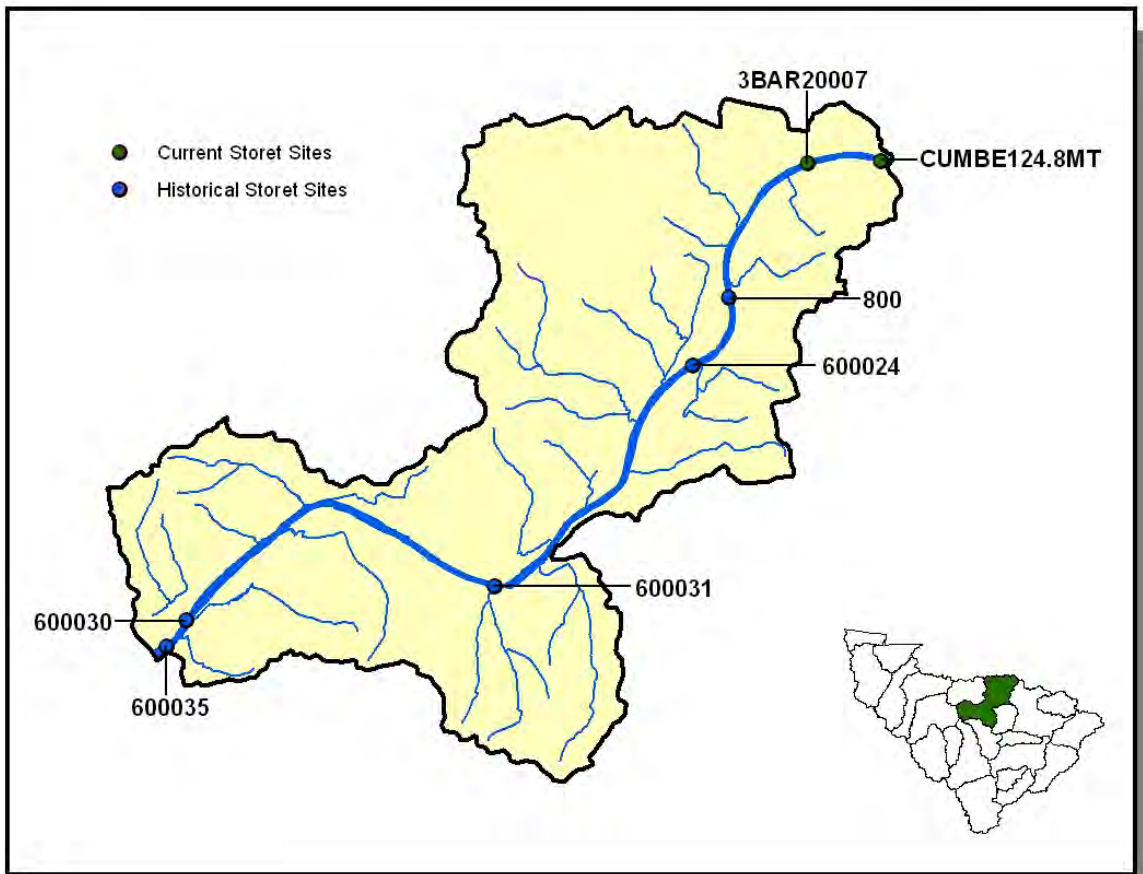 3BAR20007
Current Storet Sites
CUMBE124.8MT
Historical Storet Sites
800
600024
600031
600030
600035